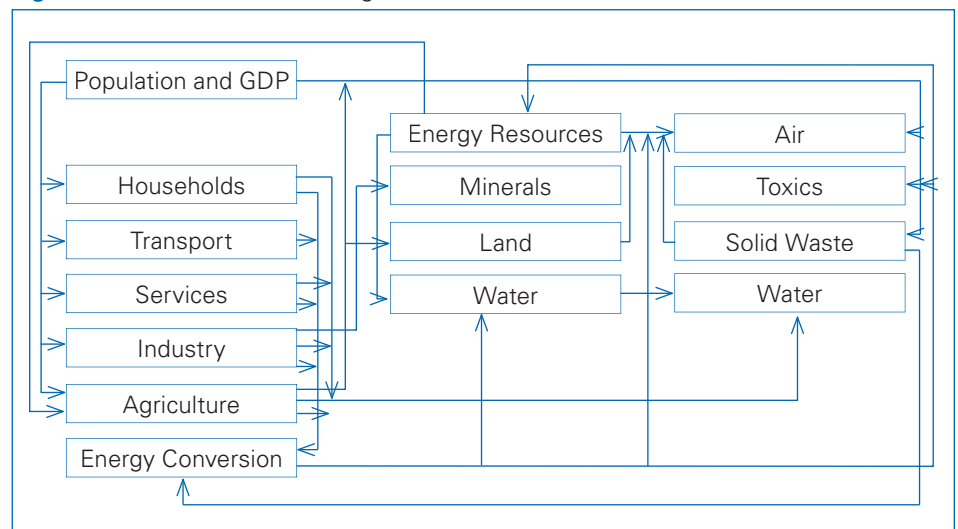 Population and GDP
Energy Resources
Air
Households
Minerals
Toxics
Transport
Land
Solid Waste
Services
Water
Water
Industry
Agriculture
Energy Conversion